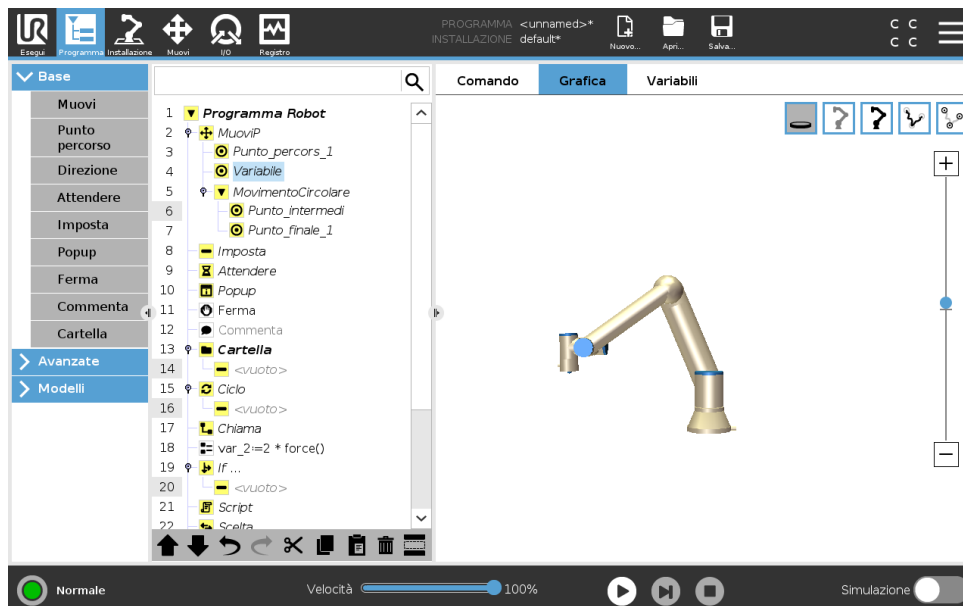 UR
PROGRAMMA <unnamed>*
INSTALLAZIONE default*
Esegui Programma Installazione Muovi I/O Registro
Nuovo... Apri... Salva...
C C
C C
Base
Muovi
Punto
percorso
Direzione
Attendere
Imposta
Popup
Ferma
Commenta
Cartella
Avanzate
Modelli
1 Programma Robot
2 MuoviP
3 Punto_percors_1
4 Variabile
5 MovimentoCircolare
6 Punto_intermedi
7 Punto_finale_1
8 Imposta
9 Attendere
10 Popup
11 Ferma
12 Commenta
13 Cartella
14 <vuoto>
15 Ciclo
16 <vuoto>
17 Chiama
18 var_2:=2 * force()
19 If ...
20 <vuoto>
21 Script
22 Scelta
Comando Grafica Variabili
Normale
Velocità 100%
Simulazione